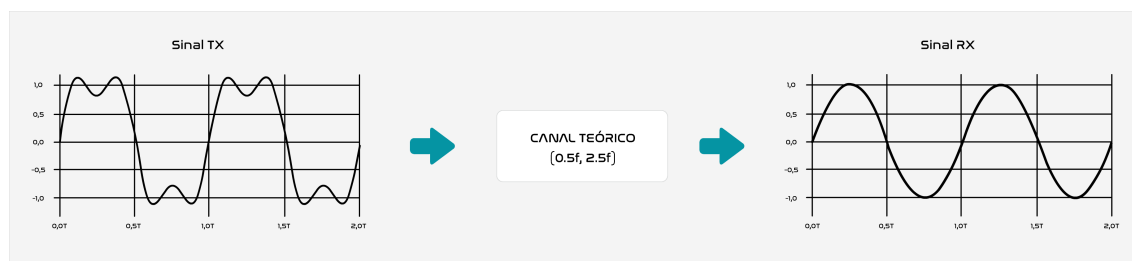 Sinal TX
1,0
0,5
0,0
-0,5
-1,0
0,0T 0,5T 1,0T 1,5T 2,0T
CANAL TEÓRICO
(0.5f, 2.5f)
Sinal RX
1,0
0,5
0,0
-0,5
-1,0
0,0T 0,5T 1,0T 1,5T 2,0T